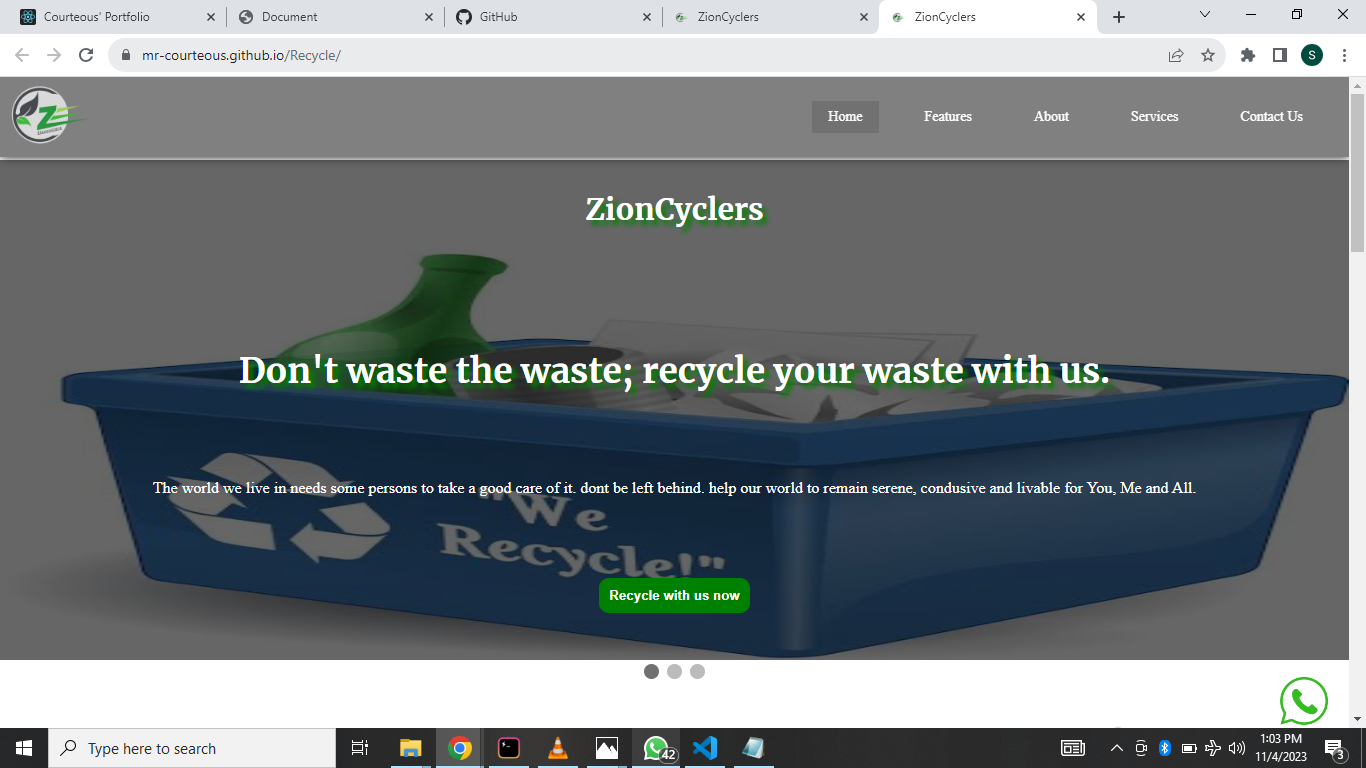 Courteous' Portfolio
Document
GitHub
ZionCyclers
ZionCyclers
mr-courteous.github.io/Recycle/
S
Z
Home
Features
About
Services
Contact Us
ZionCyclers
Don't waste the waste; recycle your waste with us.
The world we live in needs some persons to take a good care of it. dont be left behind. help our world to remain serene, condusive and livable for You, Me and All.
"We
Recycle!"
Recycle with us now
Type here to search
42
1:03 PM
11/4/2023
3